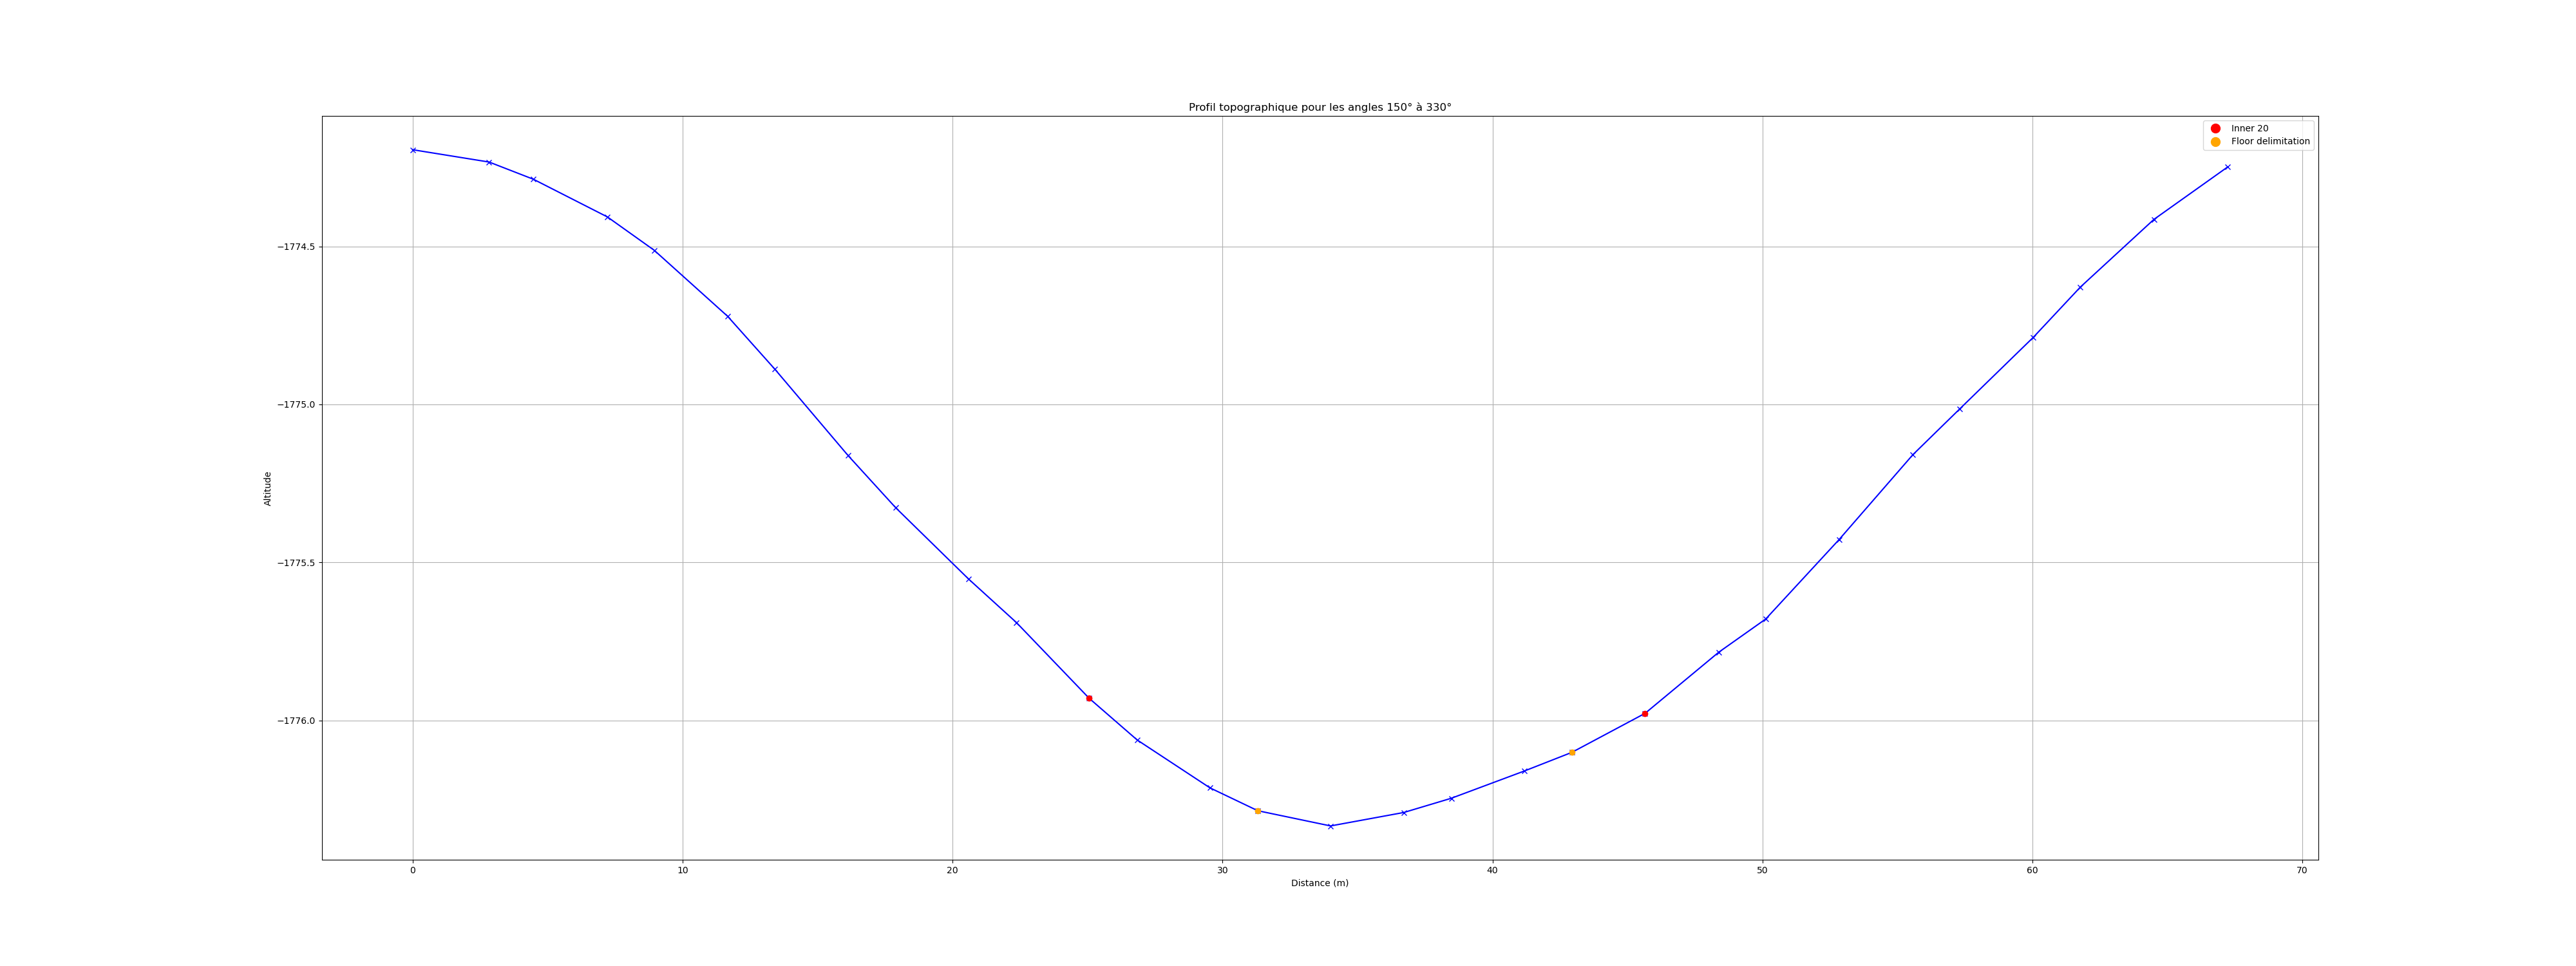 Profil topographique pour les angles 150° à 330°
Inner 20
Floor delimitation
−1774.5
−1775.0
−1775.5
−1776.0
Altitude
0 10 20 30 40 50 60 70
Distance (m)